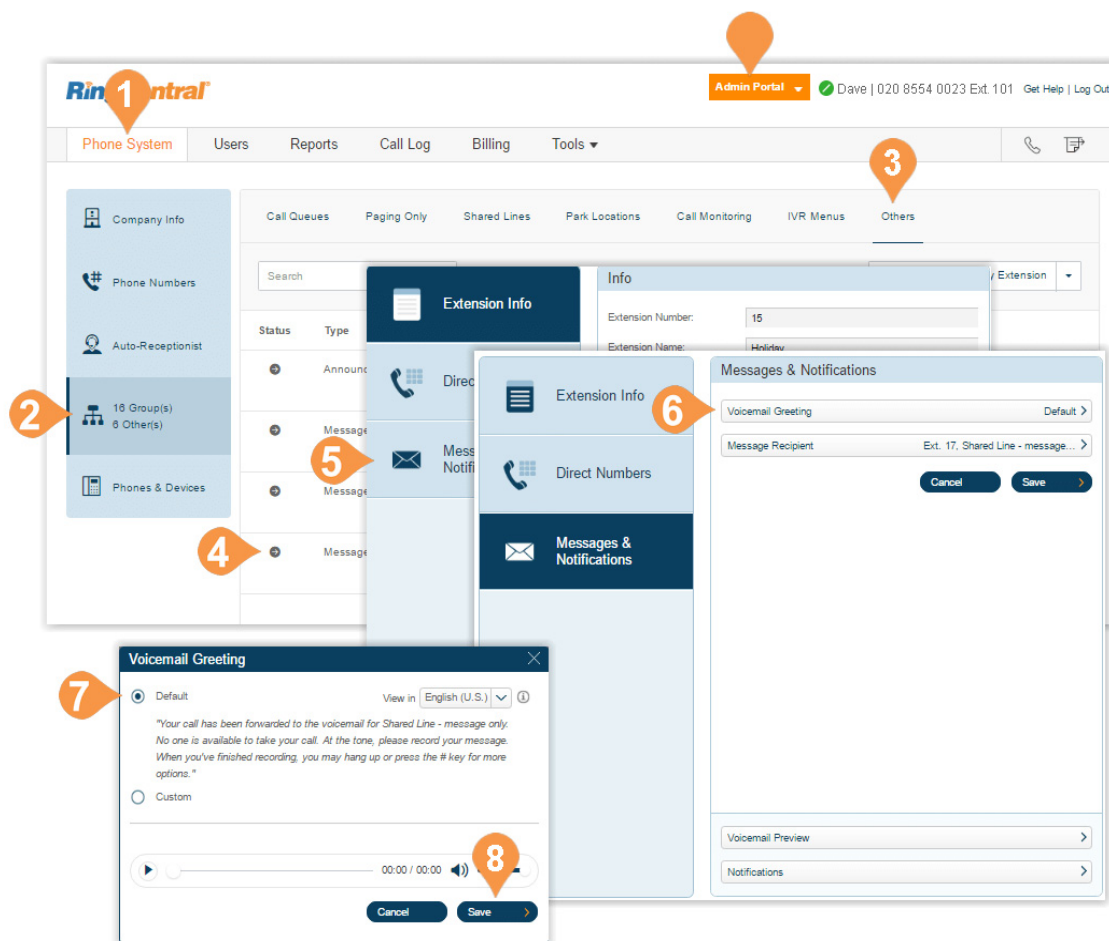 RingCentral
1
Admin Portal
Dave | 020 8554 0023 Ext. 101 Get Help | Log Out
Phone System Users Reports Call Log Billing Tools
3
Company Info
Phone Numbers
Auto-Receptionist
2
16 Group(s)
6 Other(s)
Phones & Devices
Call Queues Paging Only Shared Lines Park Locations Call Monitoring IVR Menus Others
Search
Extension
Status Type
4
Extension Info
5
Info
Extension Number: 15
Extension Name: Holiday
Extension Info
Direct Numbers
Messages &
Notifications
Messages & Notifications
6
Voicemail Greeting Default
Message Recipient Ext. 17, Shared Line - message...
Cancel Save
Voicemail Preview
Notifications
Voicemail Greeting
7
Default View in English (U.S.)
"Your call has been forwarded to the voicemail for Shared Line - message only.
No one is available to take your call. At the tone, please record your message.
When you've finished recording, you may hang up or press the # key for more
options."
Custom
00:00 / 00:00
8
Cancel Save